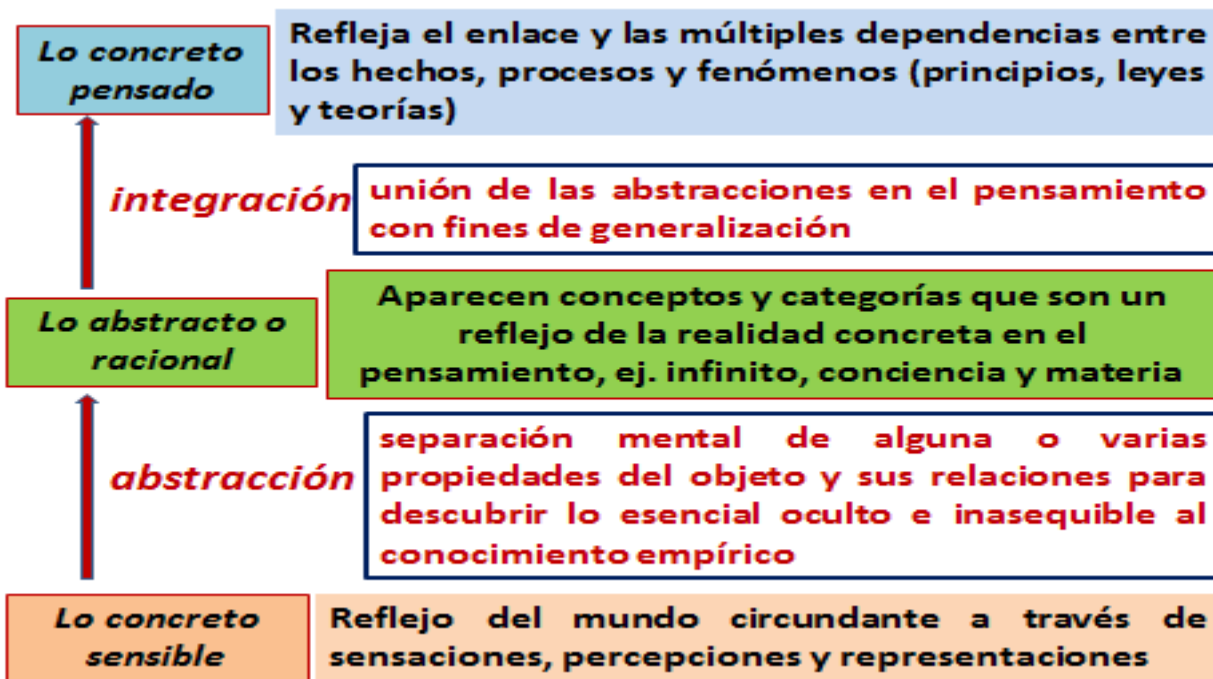 Lo concreto
pensado
Refleja el enlace y las múltiples dependencias entre
los hechos, procesos y fenómenos (principios, leyes
y teorías)
integración
unión de las abstracciones en el pensamiento
con fines de generalización
Lo abstracto o
racional
Aparecen conceptos y categorías que son un
reflejo de la realidad concreta en el
pensamiento, ej. infinito, conciencia y materia
abstracción
separación mental de alguna o varias
propiedades del objeto y sus relaciones para
descubrir lo esencial oculto e inasequible al
conocimiento empírico
Lo concreto
sensible
Reflejo del mundo circundante a través de
sensaciones, percepciones y representaciones